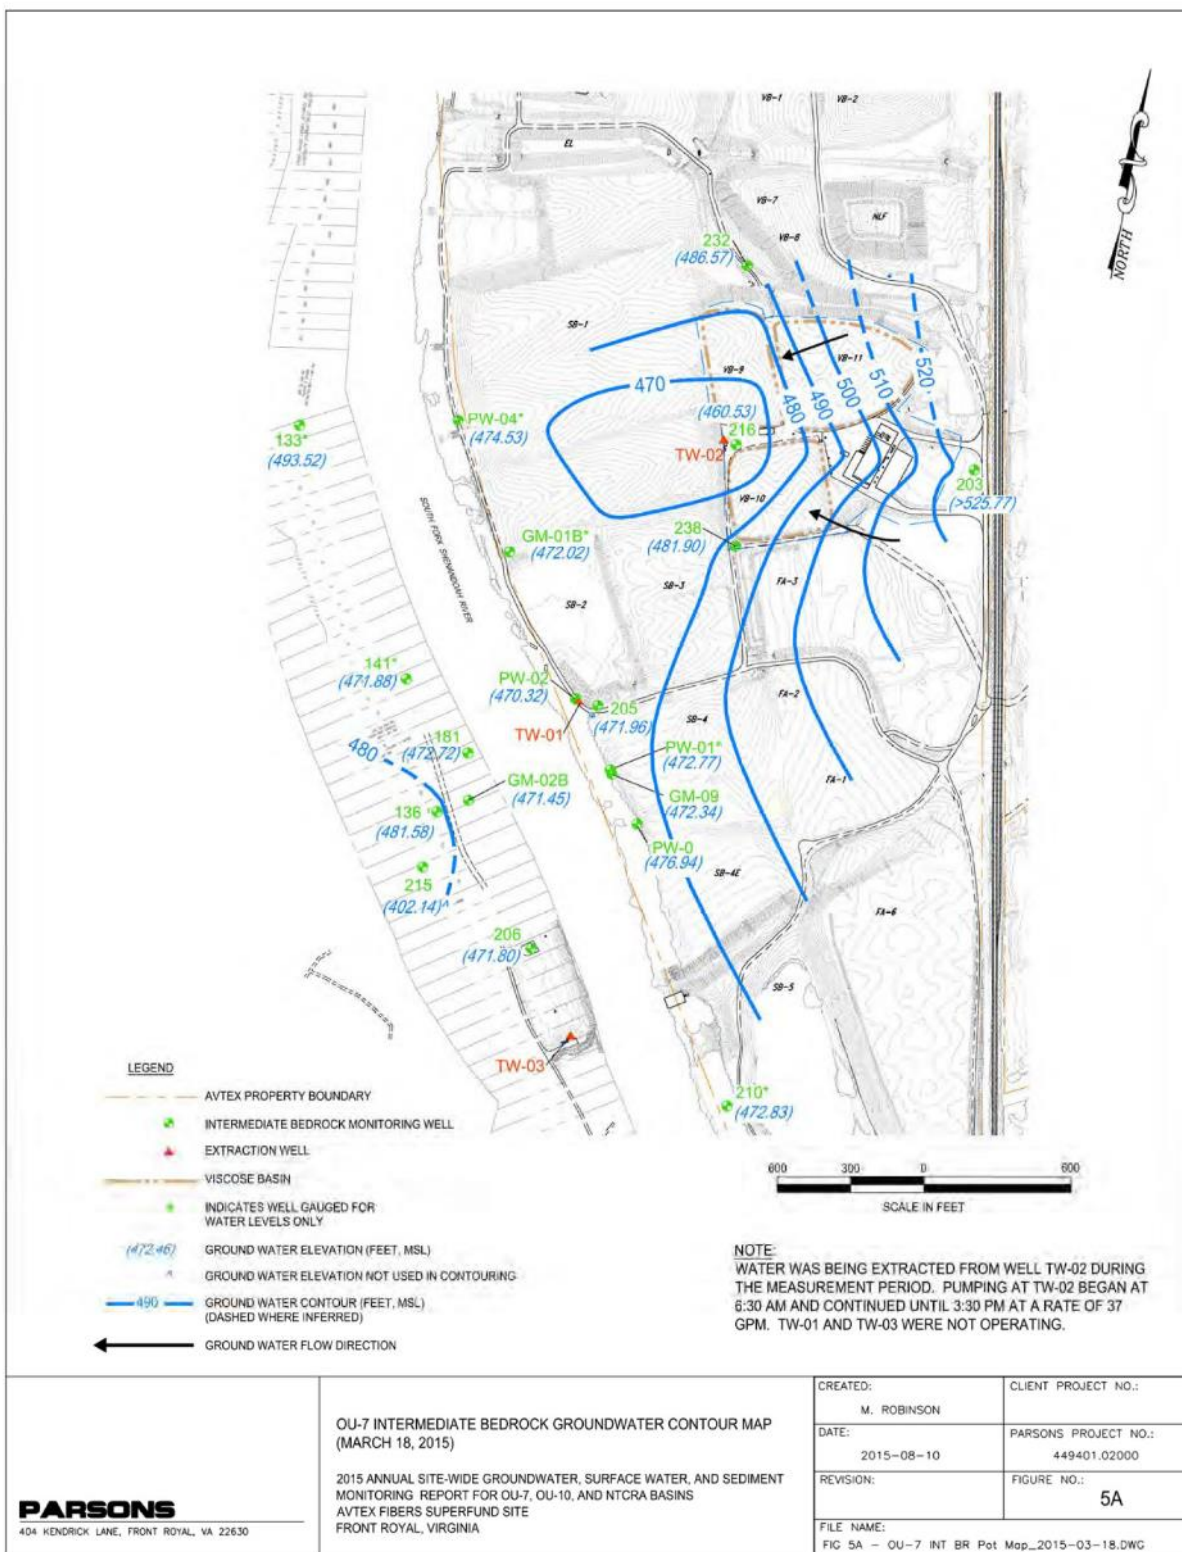 VB-1
VB-2
EL
VB-7
NLF
VB-8
NORTH
232
(486.57)
SB-1
VB-9
VB-11
470
480
490
500
510
520
(460.53)
216
TW-02
PW-04*
(474.53)
133*
(493.52)
203
(>525.77)
VB-10
SOUTH FORK SHENANDOAH RIVER
GM-01B*
(472.02)
238
(481.90)
SB-3
FA-3
SB-2
141*
(471.88)
PW-02
(470.32)
205
(471.96)
TW-01
SB-4
FA-2
480
181
(472.72)
PW-01*
(472.77)
FA-1
GM-02B
(471.45)
GM-09
(472.34)
136
(481.58)
PW-0
(476.94)
215
(402.14)^
SB-4E
FA-6
206
(471.80)
SB-5
TW-03
210*
(472.83)
LEGEND
AVTEX PROPERTY BOUNDARY
INTERMEDIATE BEDROCK MONITORING WELL
EXTRACTION WELL
VISCOSE BASIN
INDICATES WELL GAUGED FOR
WATER LEVELS ONLY
(472.46) GROUND WATER ELEVATION (FEET, MSL)
^ GROUND WATER ELEVATION NOT USED IN CONTOURING
490 GROUND WATER CONTOUR (FEET, MSL)
(DASHED WHERE INFERRED)
GROUND WATER FLOW DIRECTION
600 300 0 600
SCALE IN FEET
NOTE:
WATER WAS BEING EXTRACTED FROM WELL TW-02 DURING
THE MEASUREMENT PERIOD. PUMPING AT TW-02 BEGAN AT
6:30 AM AND CONTINUED UNTIL 3:30 PM AT A RATE OF 37
GPM. TW-01 AND TW-03 WERE NOT OPERATING.
PARSONS
404 KENDRICK LANE, FRONT ROYAL, VA 22630
OU-7 INTERMEDIATE BEDROCK GROUNDWATER CONTOUR MAP
(MARCH 18, 2015)
2015 ANNUAL SITE-WIDE GROUNDWATER, SURFACE WATER, AND SEDIMENT
MONITORING REPORT FOR OU-7, OU-10, AND NTCRA BASINS
AVTEX FIBERS SUPERFUND SITE
FRONT ROYAL, VIRGINIA
CREATED:
M. ROBINSON
CLIENT PROJECT NO.:
DATE:
2015-08-10
PARSONS PROJECT NO.:
449401.02000
REVISION:
FIGURE NO.:
5A
FILE NAME:
FIG 5A - OU-7 INT BR Pot Map_2015-03-18.DWG